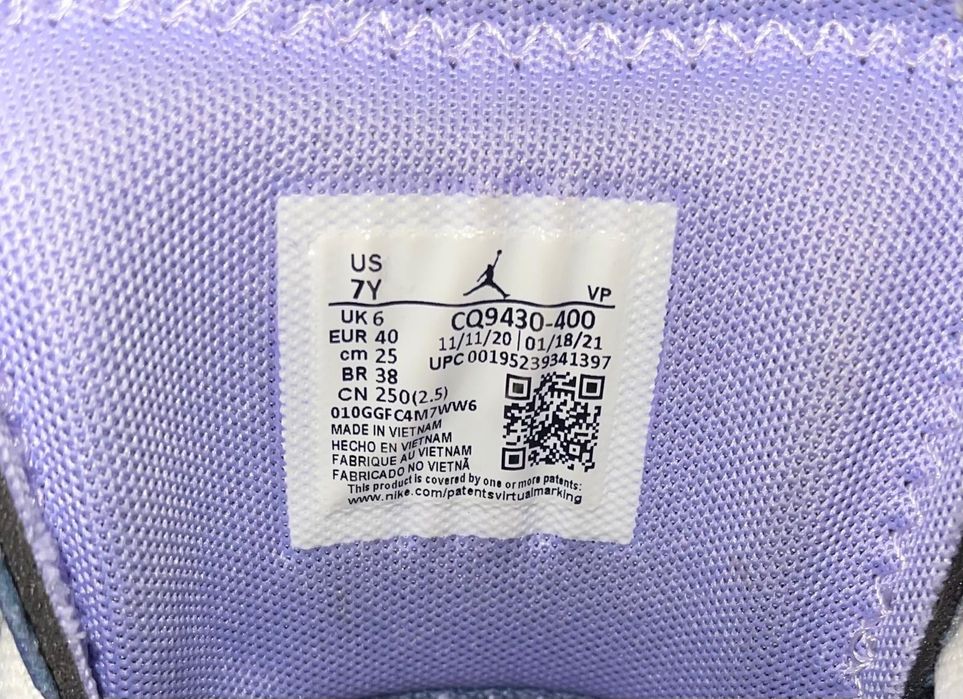 US
7Y
VP
UK 6
EUR 40
cm 25
BR 38
CN 250(2.5)
CQ9430-400
11/11/20 | 01/18/21
UPC 00195239341397
010GGFC4M7WW6
MADE IN VIETNAM
HECHO EN VIETNAM
FABRIQUE AU VIETNAM
FABRICADO NO VIETNÃ
This product is covered by one or more patents:
www.nike.com/patentsvirtualmarking